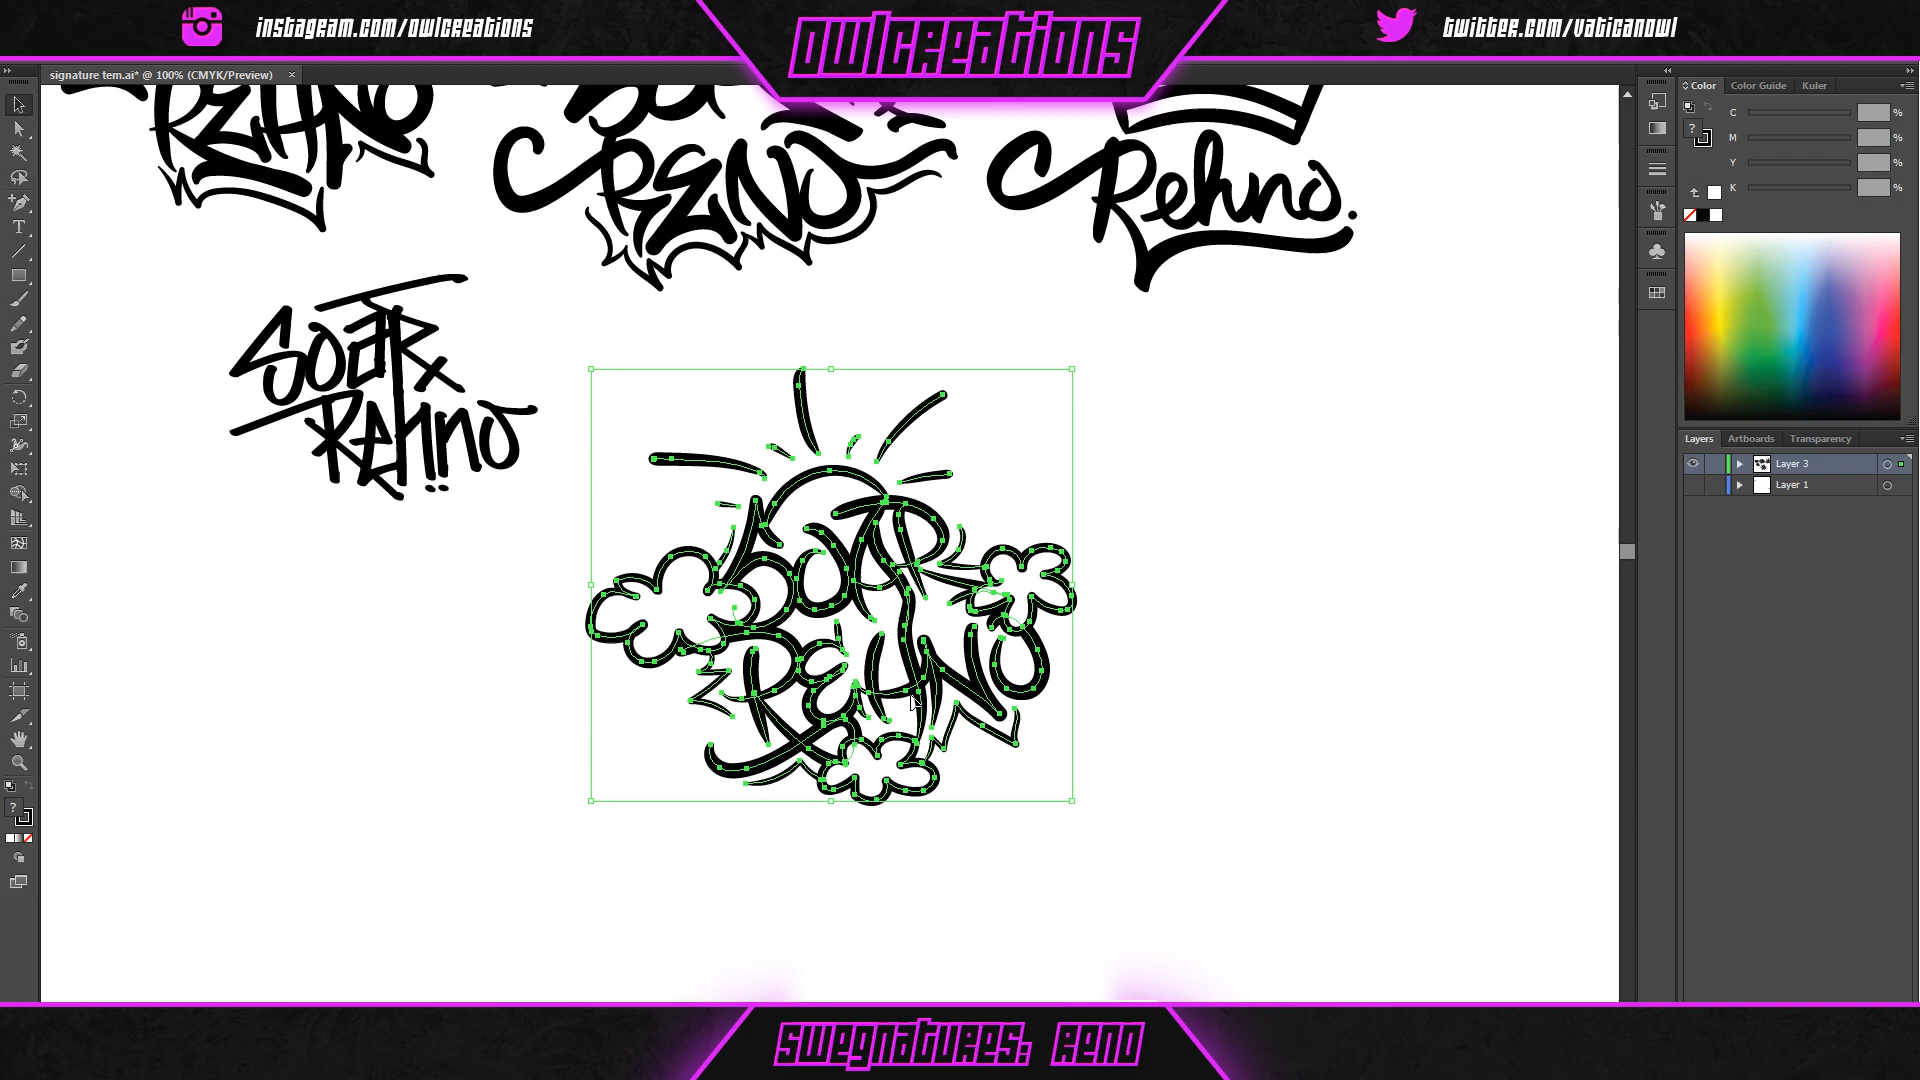 instagram.com/owlcreations
owlcreations
twitter.com/vaticanowl
signature tem.ai* @ 100% (CMYK/Preview) ×
Color Color Guide Kuler
C %
M %
Y %
K %
?
REHNO
RENO
Rehno.
Soar
Rehno
SOAR
REHNO
Layers Artboards Transparency
Layer 3
Layer 1
T
?
swegnatures: reno